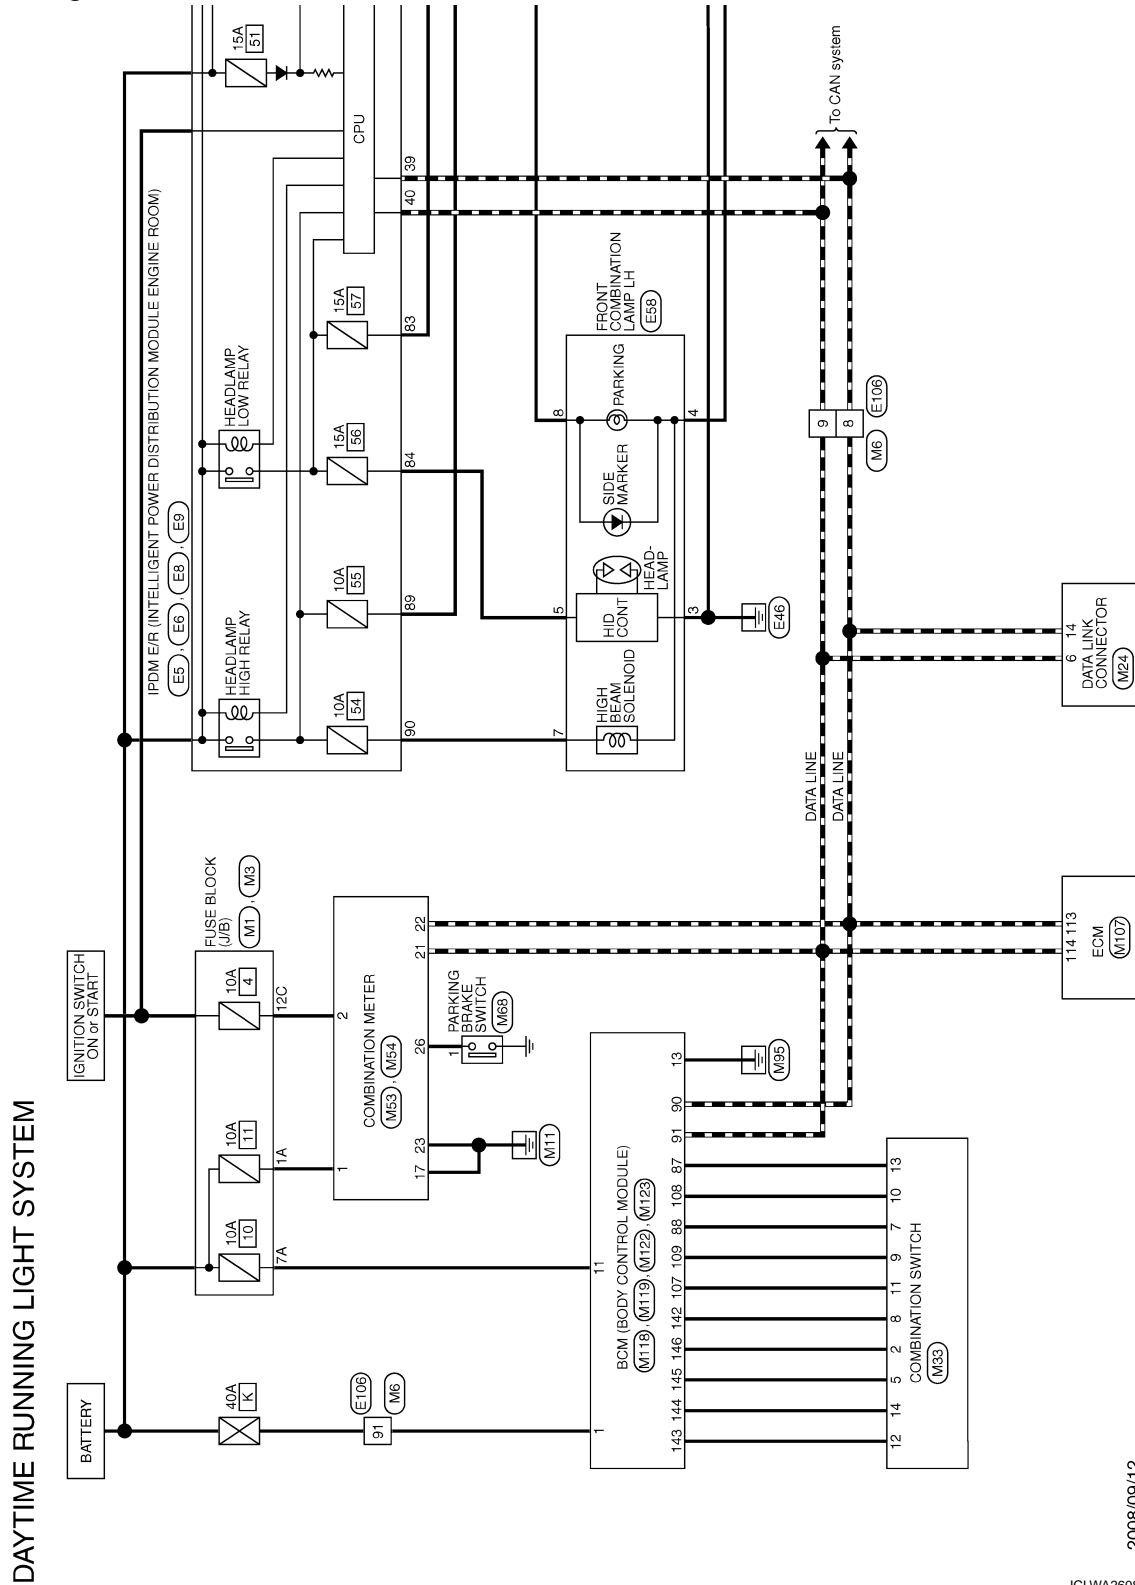 DAYTIME RUNNING LIGHT SYSTEM
BATTERY
IGNITION SWITCH
ON or START
40A
K
E106
91
M6
10A
10
7A
10A
11
1A
10A
4
12C
FUSE BLOCK
(J/B)
M1 , M3
IPDM E/R (INTELLIGENT POWER DISTRIBUTION MODULE ENGINE ROOM)
E5 , E6 , E8 , E9
HEADLAMP
HIGH RELAY
HEADLAMP
LOW RELAY
15A
51
CPU
10A
54
90
10A
55
89
15A
56
84
15A
57
83
40
39
1
2
COMBINATION METER
M53 , M54
17
23
26
21
22
M11
1
PARKING
BRAKE
SWITCH
M68
7
5
8
HIGH
BEAM
SOLENOID
HID
CONT
HEAD-
LAMP
SIDE
MARKER
PARKING
FRONT
COMBINATION
LAMP LH
E58
3
4
E46
1
11
BCM (BODY CONTROL MODULE)
M118 , M119 , M122 , M123
143
144
145
146
142
107
109
88
108
87
91
90
13
M95
12
14
5
2
8
11
9
7
10
13
COMBINATION SWITCH
M33
DATA LINE
DATA LINE
9
8
M6
E106
To CAN system
114
113
ECM
M107
6
14
DATA LINK
CONNECTOR
M24
2008/09/12